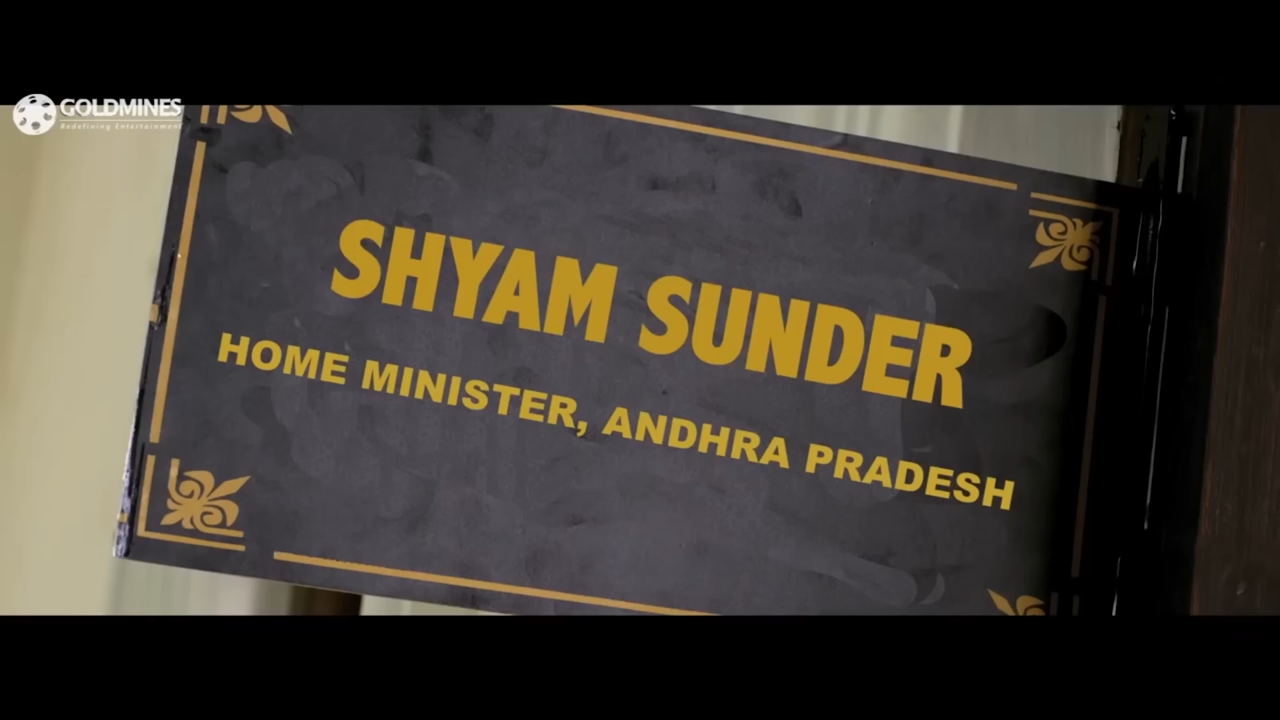 GOLDMINES
Redefining Entertainment
SHYAM SUNDER
HOME MINISTER, ANDHRA PRADESH